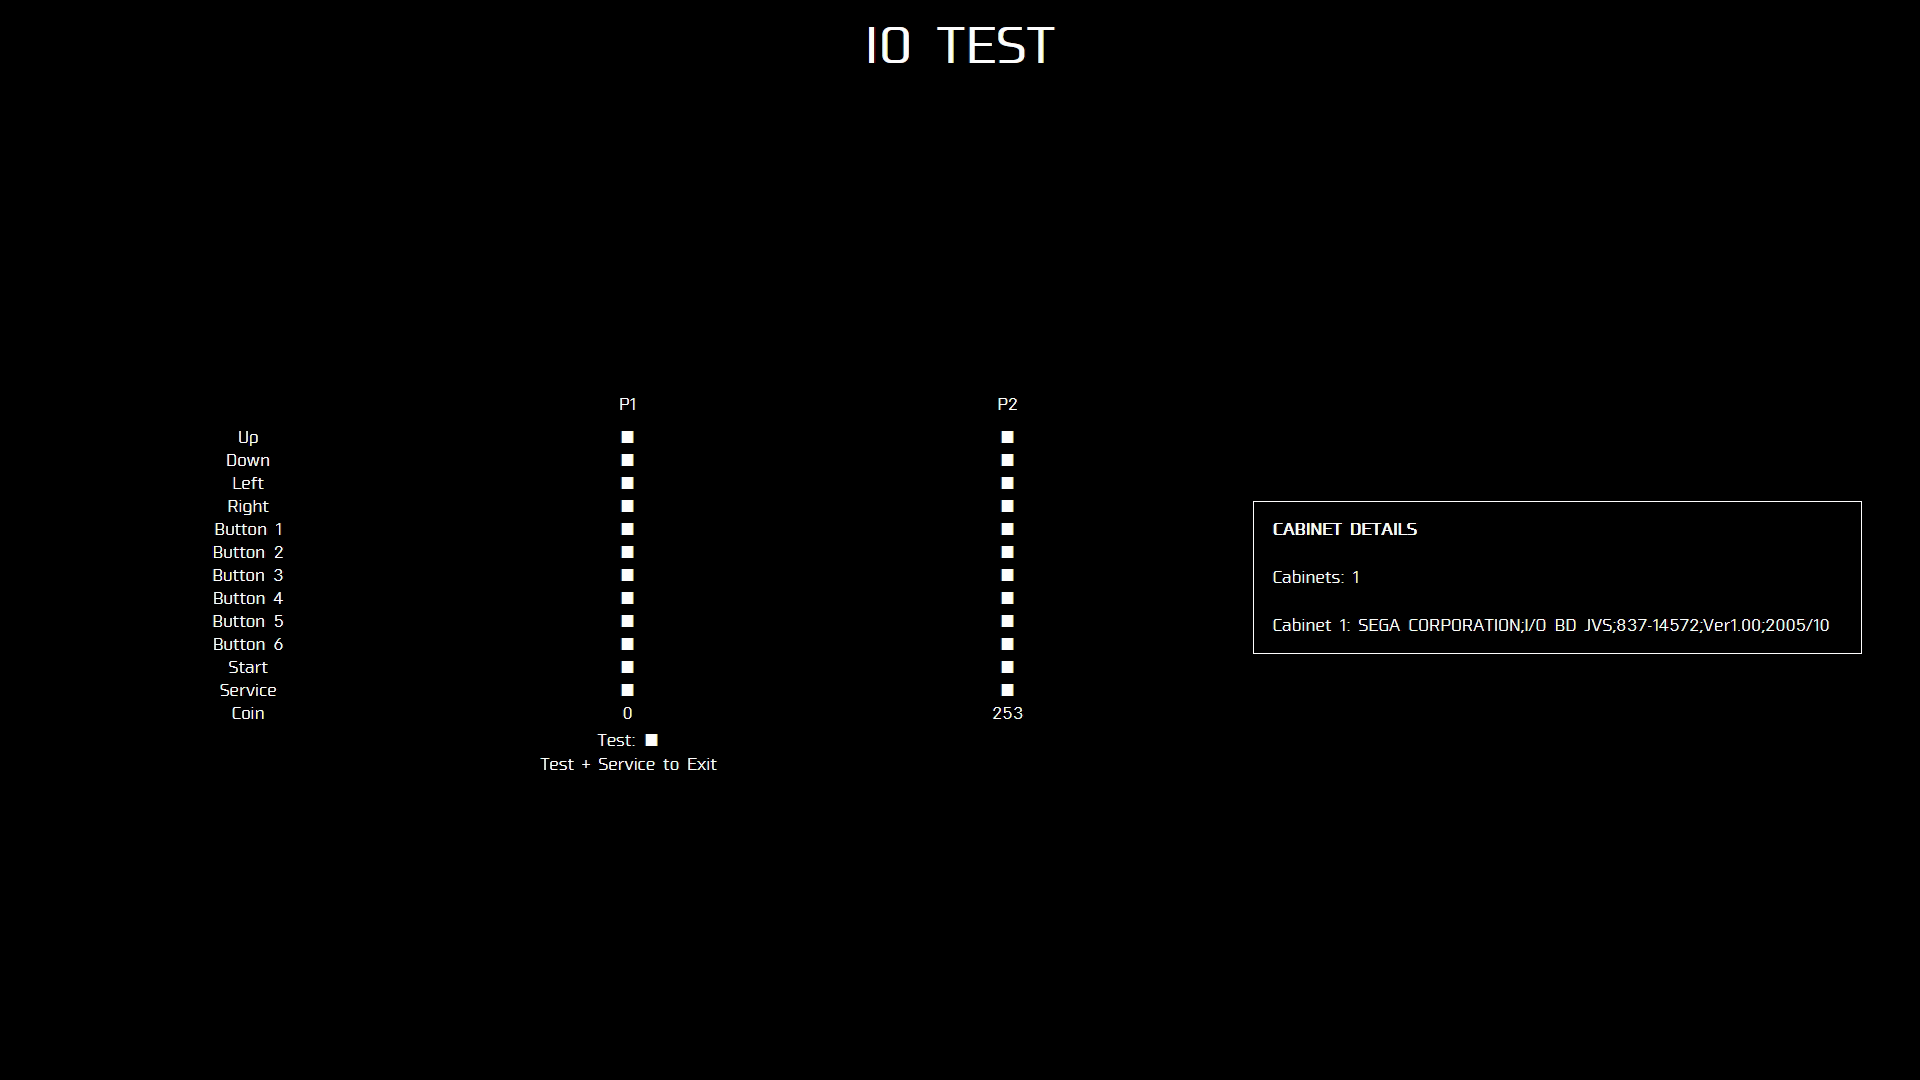 IO TEST
P1 P2
Up ■ ■
Down ■ ■
Left ■ ■
Right ■ ■
Button 1 ■ ■
Button 2 ■ ■
Button 3 ■ ■
Button 4 ■ ■
Button 5 ■ ■
Button 6 ■ ■
Start ■ ■
Service ■ ■
Coin 0 253
Test: ■
Test + Service to Exit
CABINET DETAILS
Cabinets: 1
Cabinet 1: SEGA CORPORATION;I/O BD JVS;837-14572;Ver1.00;2005/10